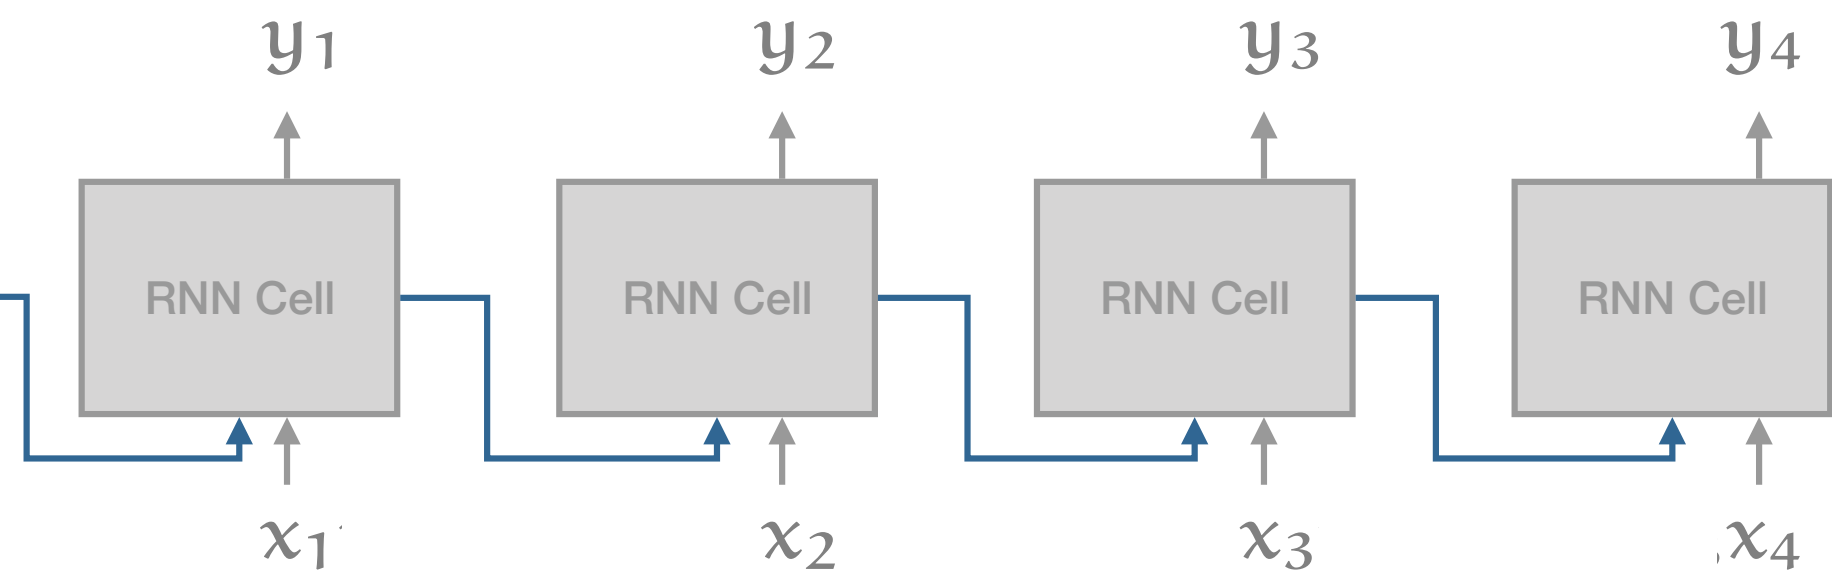 y1 y2 y3 y4
RNN Cell RNN Cell RNN Cell RNN Cell
x1 x2 x3 x4